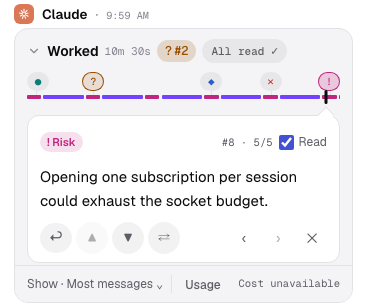 Claude · 9:59 AM
Worked 10m 30s ? #2 All read ✓
? !
! Risk #8 · 5/5 Read
Opening one subscription per session
could exhaust the socket budget.
Show · Most messages Usage Cost unavailable